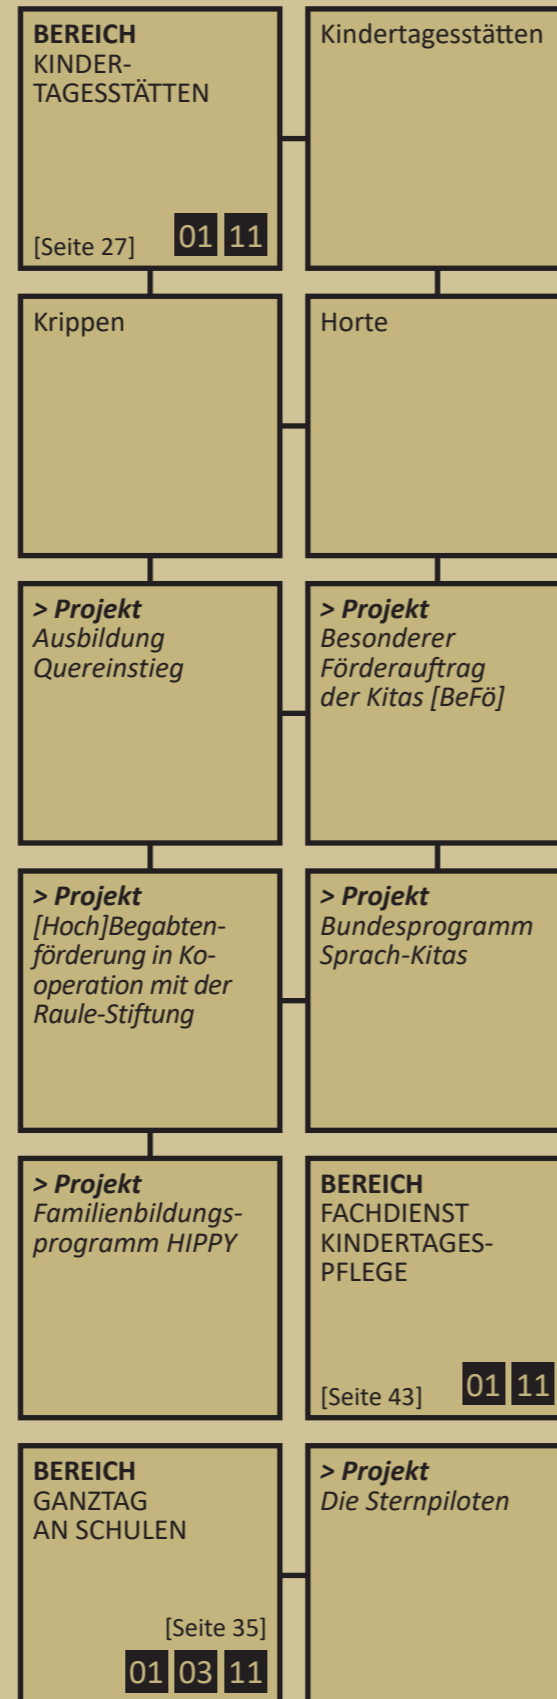 BEREICH
KINDER-
TAGESSTÄTTEN
[Seite 27] 01 11
Kindertagesstätten
Krippen
Horte
> Projekt
Ausbildung
Quereinstieg
> Projekt
Besonderer
Förderauftrag
der Kitas [BeFö]
> Projekt
[Hoch]Begabten-
förderung in Ko-
operation mit der
Raule-Stiftung
> Projekt
Bundesprogramm
Sprach-Kitas
> Projekt
Familienbildungs-
programm HIPPY
BEREICH
FACHDIENST
KINDERTAGES-
PFLEGE
[Seite 43] 01 11
BEREICH
GANZTAG
AN SCHULEN
[Seite 35]
01 03 11
> Projekt
Die Sternpiloten